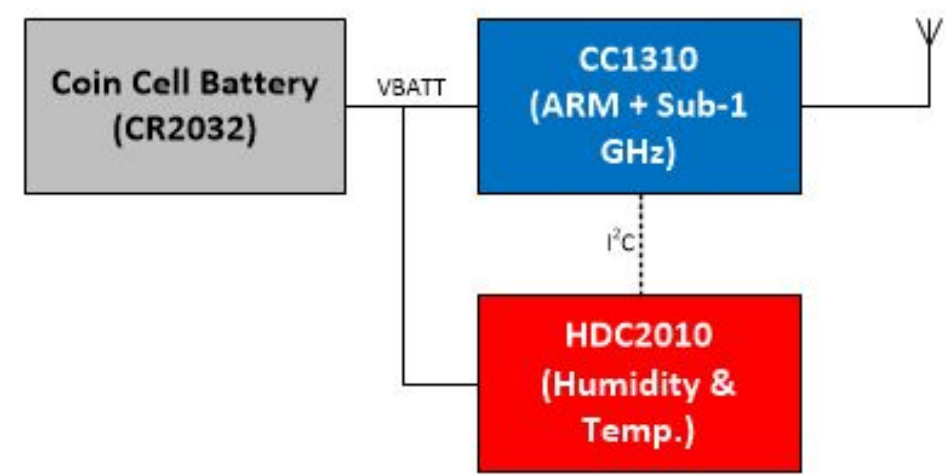 Coin Cell Battery
(CR2032)
VBATT
CC1310
(ARM + Sub-1
GHz)
I²C
HDC2010
(Humidity &
Temp.)